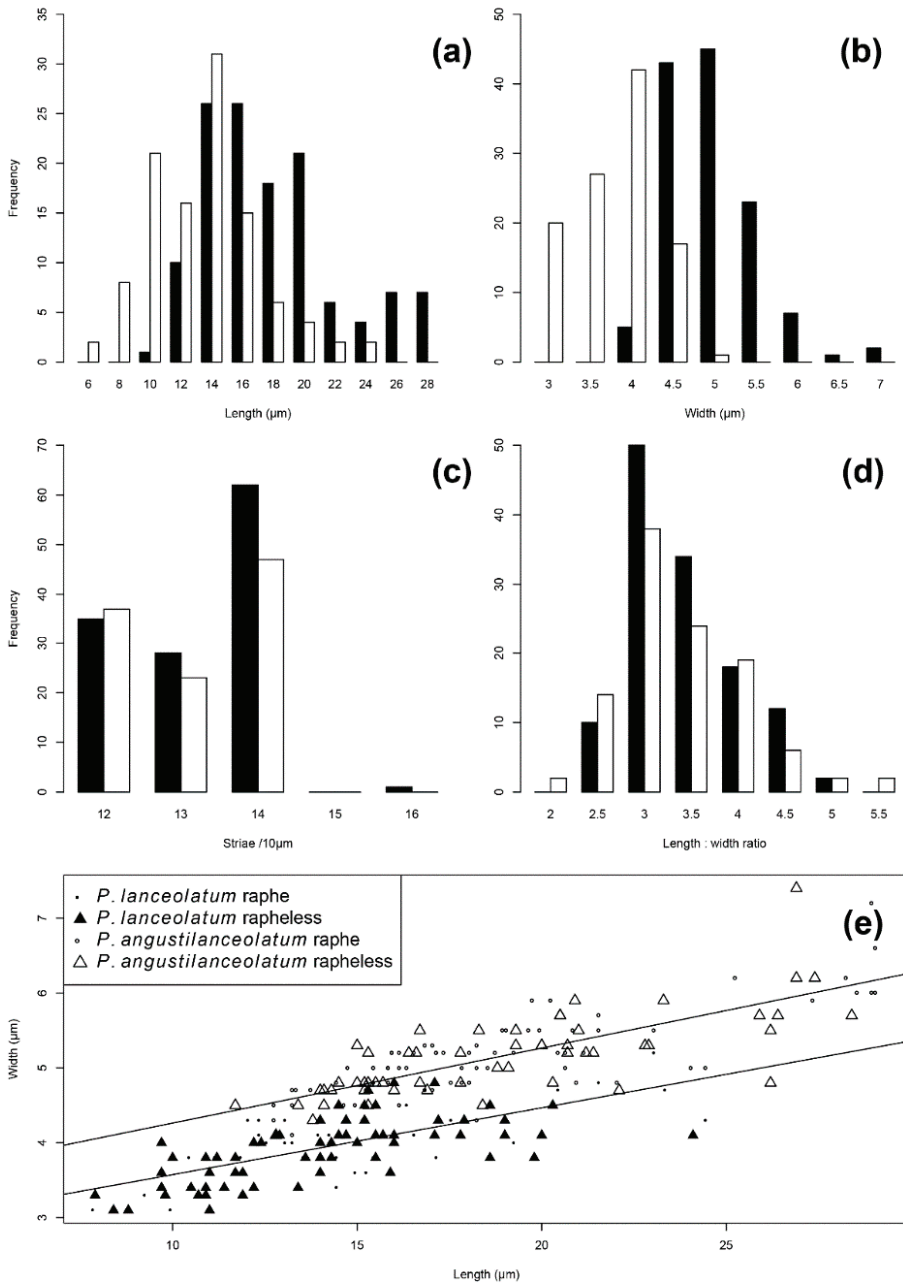 (a)
Frequency
0 5 10 15 20 25 30 35
6 8 10 12 14 16 18 20 22 24 26 28
Length (µm)
(b)
0 10 20 30 40 50
3 3.5 4 4.5 5 5.5 6 6.5 7
Width (µm)
(c)
Frequency
0 10 20 30 40 50 60 70
12 13 14 15 16
Striae /10µm
(d)
0 10 20 30 40 50
2 2.5 3 3.5 4 4.5 5 5.5
Length : width ratio
(e)
P. lanceolatum raphe
P. lanceolatum rapheless
P. angustilanceolatum raphe
P. angustilanceolatum rapheless
Width (µm)
3 4 5 6 7
10 15 20 25
Length (µm)